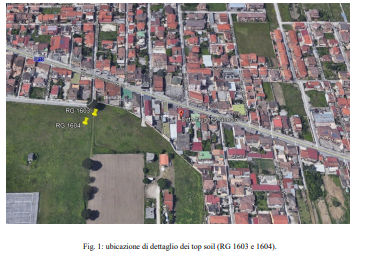 RG 1603
RG 1604
Fig. 1: ubicazione di dettaglio dei top soil (RG 1603 e 1604).